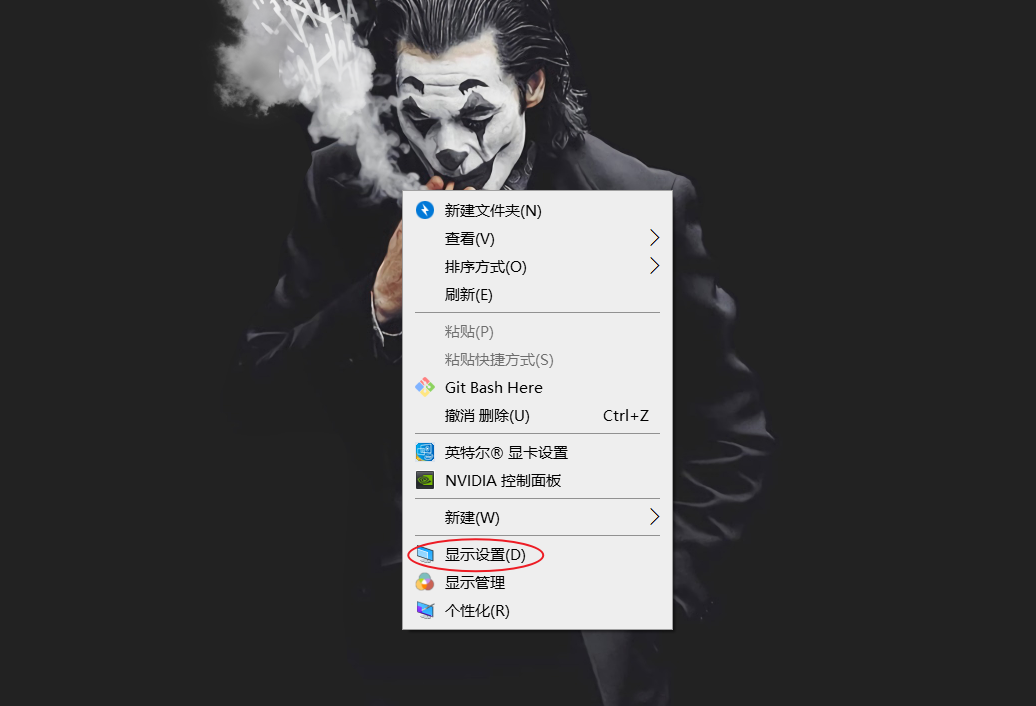 HAHA
HA
新建文件夹(N)
查看(V)
排序方式(O)
刷新(E)
粘贴(P)
粘贴快捷方式(S)
Git Bash Here
撤消 删除(U) Ctrl+Z
英特尔® 显卡设置
NVIDIA 控制面板
新建(W)
显示设置(D)
显示管理
个性化(R)